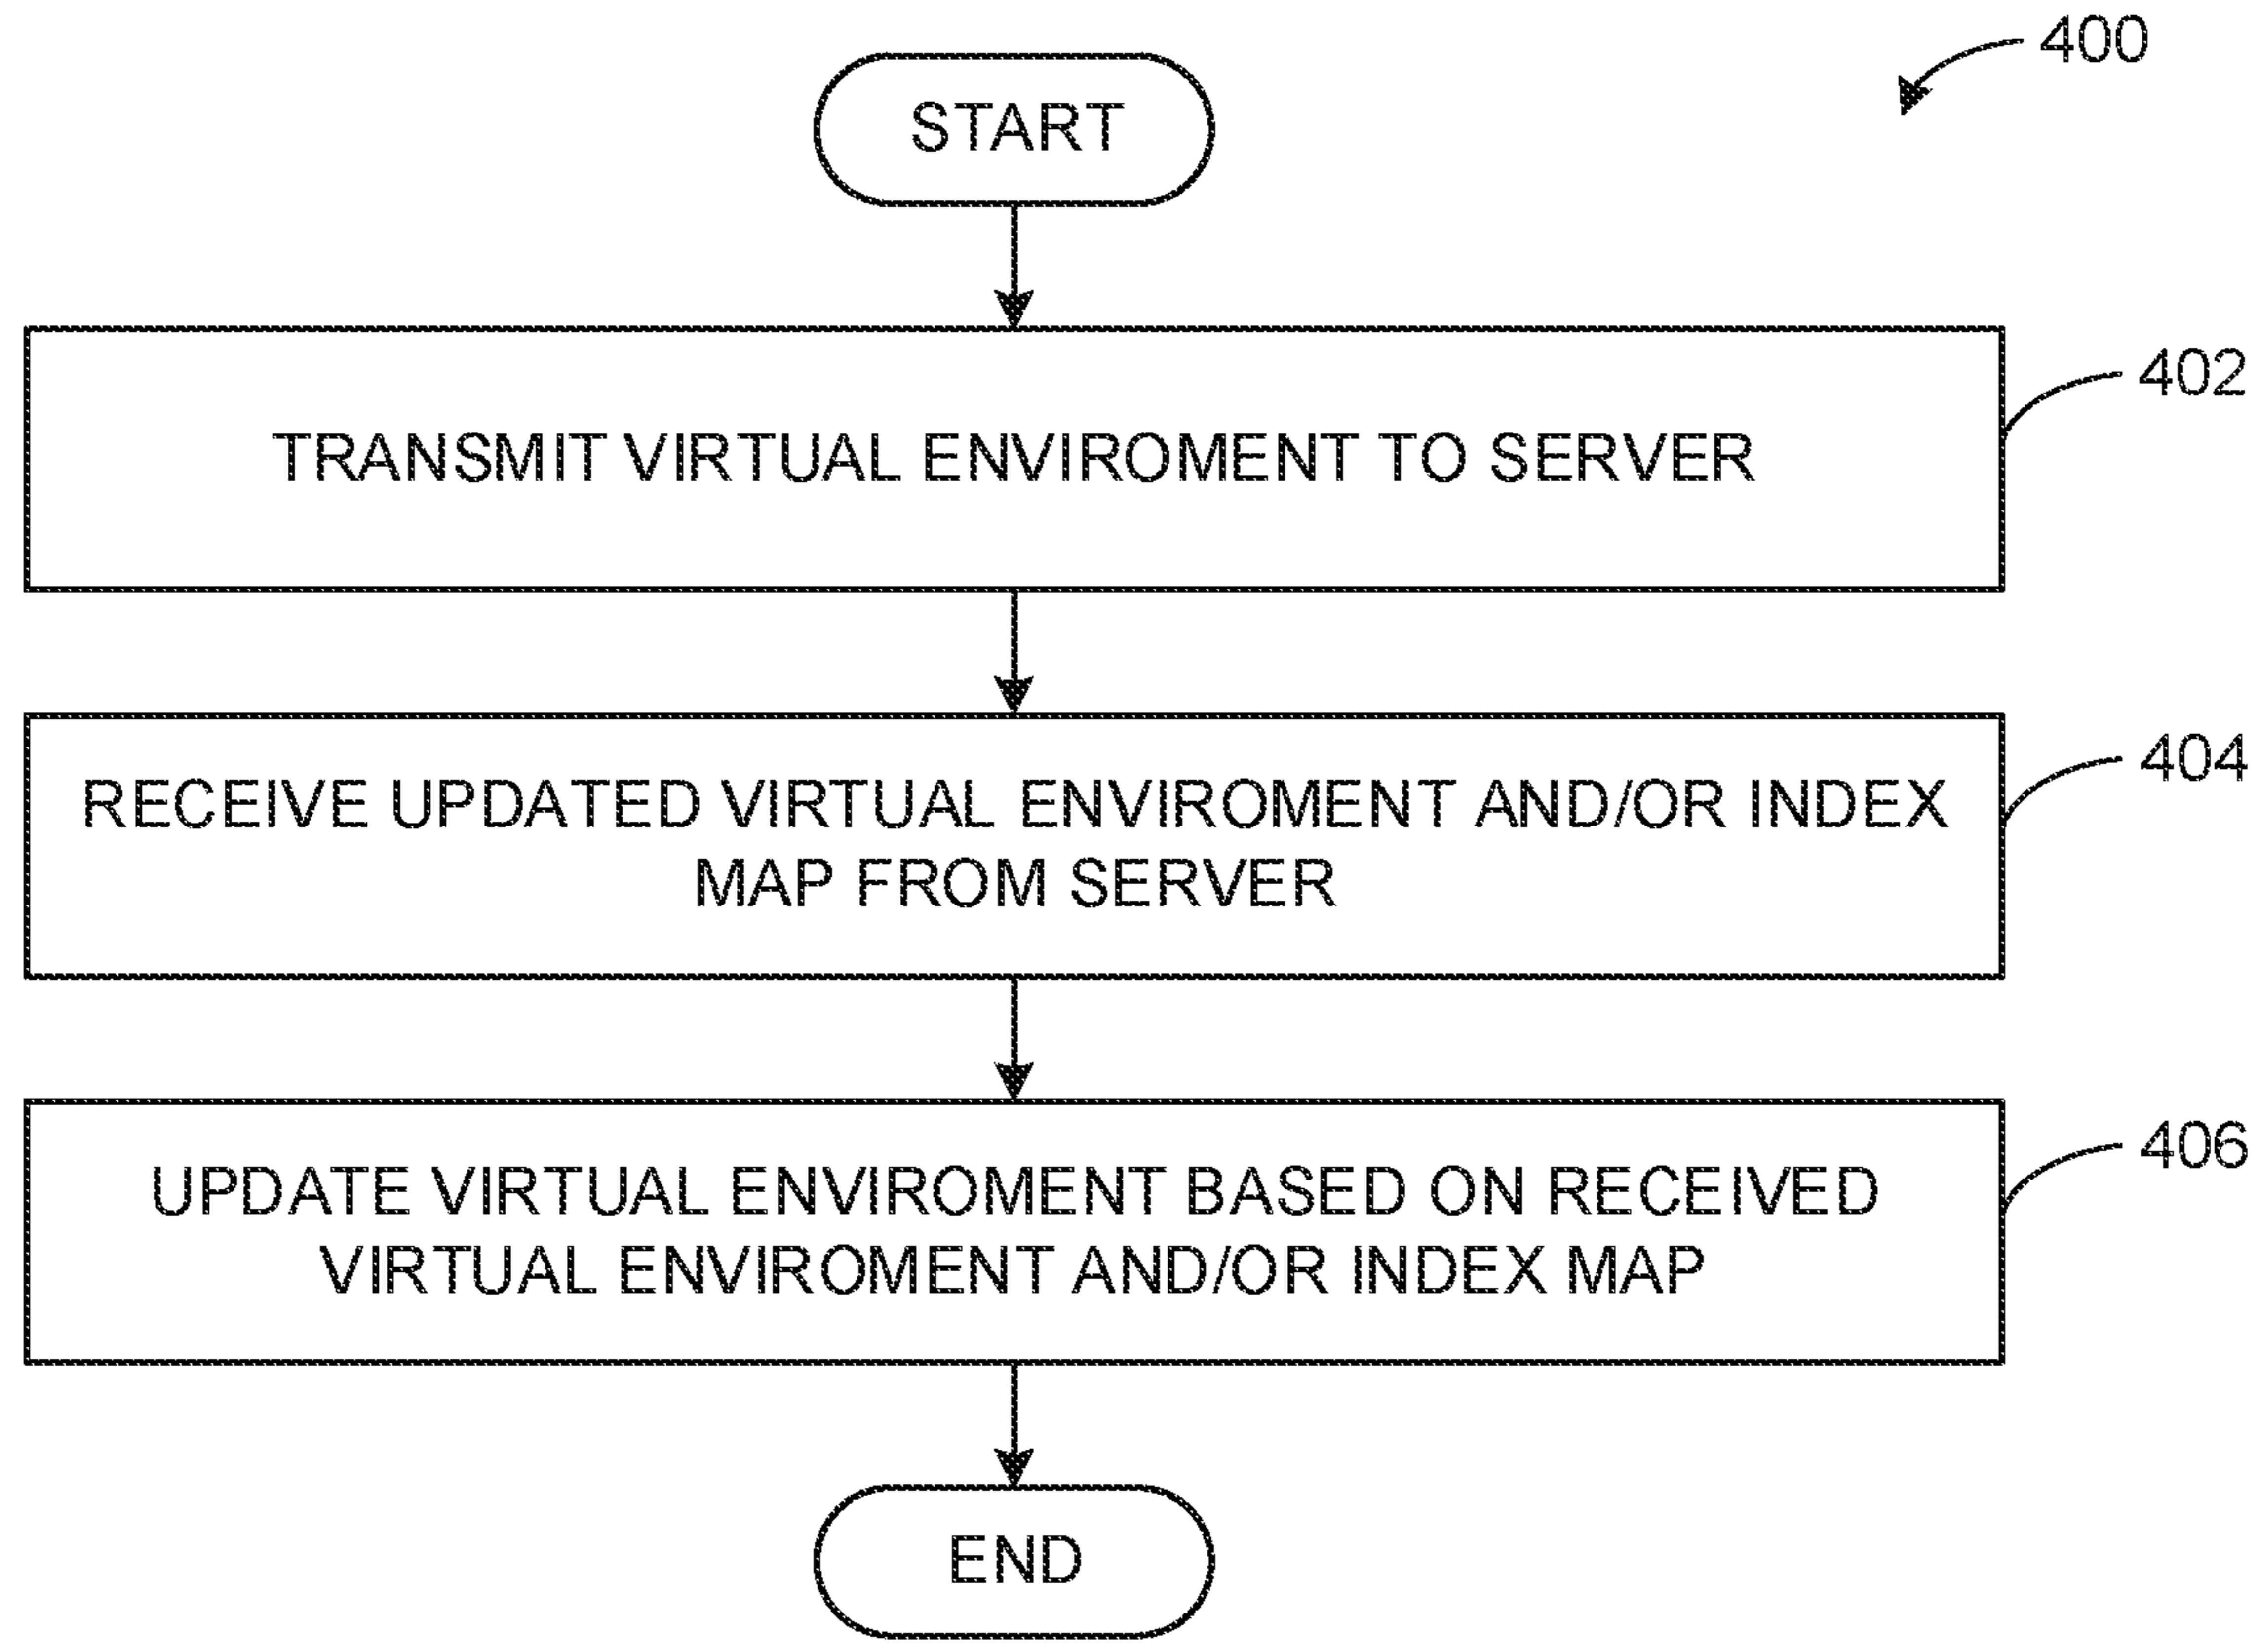 400
START
TRANSMIT VIRTUAL ENVIROMENT TO SERVER
402
RECEIVE UPDATED VIRTUAL ENVIROMENT AND/OR INDEX
MAP FROM SERVER
404
UPDATE VIRTUAL ENVIROMENT BASED ON RECEIVED
VIRTUAL ENVIROMENT AND/OR INDEX MAP
406
END